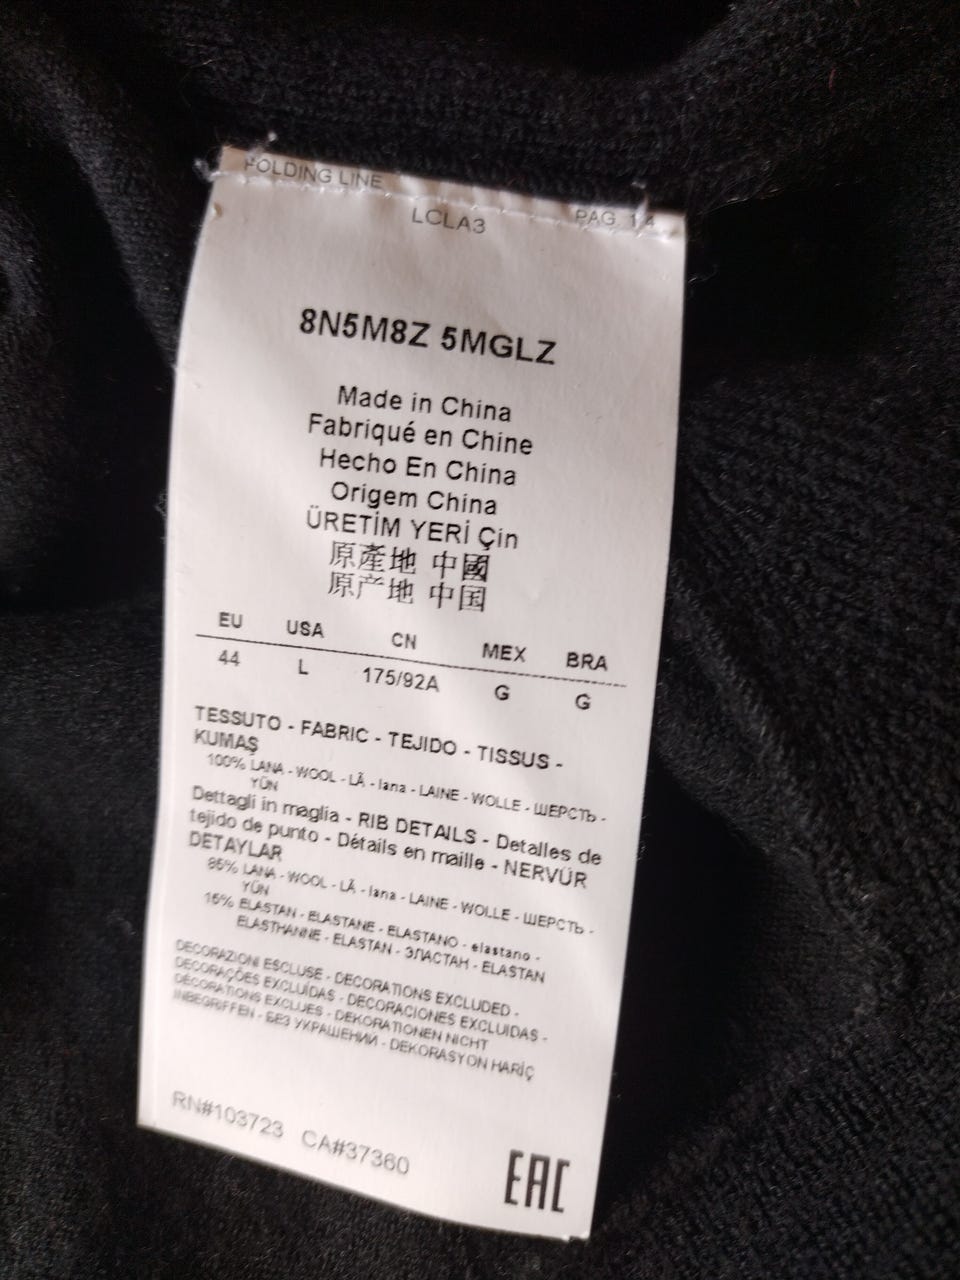 FOLDING LINE
LCLA3
PAG. 1/4
8N5M8Z 5MGLZ
Made in China
Fabriqué en Chine
Hecho En China
Origem China
ÜRETİM YERİ Çin
原產地 中國
原产地 中国
EU USA CN MEX BRA
44 L 175/92A G G
TESSUTO - FABRIC - TEJIDO - TISSUS -
KUMAŞ
100% LANA - WOOL - LÃ - lana - LAINE - WOLLE - ШЕРСТЬ -
YÜN
Dettagli in maglia - RIB DETAILS - Detalles de
tejido de punto - Détails en maille - NERVÜR
DETAYLAR
85% LANA - WOOL - LÃ - lana - LAINE - WOLLE - ШЕРСТЬ -
YÜN
15% ELASTAN - ELASTANE - ELASTANO - elastano -
ELASTHANNE - ELASTAN - ЭЛАСТАН - ELASTAN
DECORAZIONI ESCLUSE - DECORATIONS EXCLUDED -
DECORAÇÕES EXCLUÍDAS - DECORACIONES EXCLUIDAS -
DÉCORATIONS EXCLUES - DEKORATIONEN NICHT
INBEGRIFFEN - БЕЗ УКРАШЕНИЙ - DEKORASYON HARİÇ
RN#103723 CA#37360
EAC